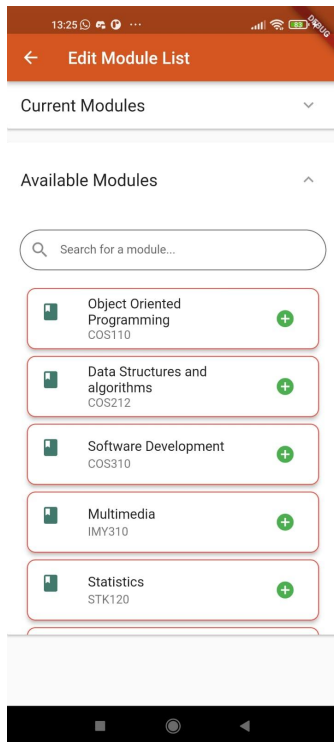 13:25
83
DEBUG
Edit Module List
Current Modules
Available Modules
Search for a module...
Object Oriented
Programming
COS110
Data Structures and
algorithms
COS212
Software Development
COS310
Multimedia
IMY310
Statistics
STK120